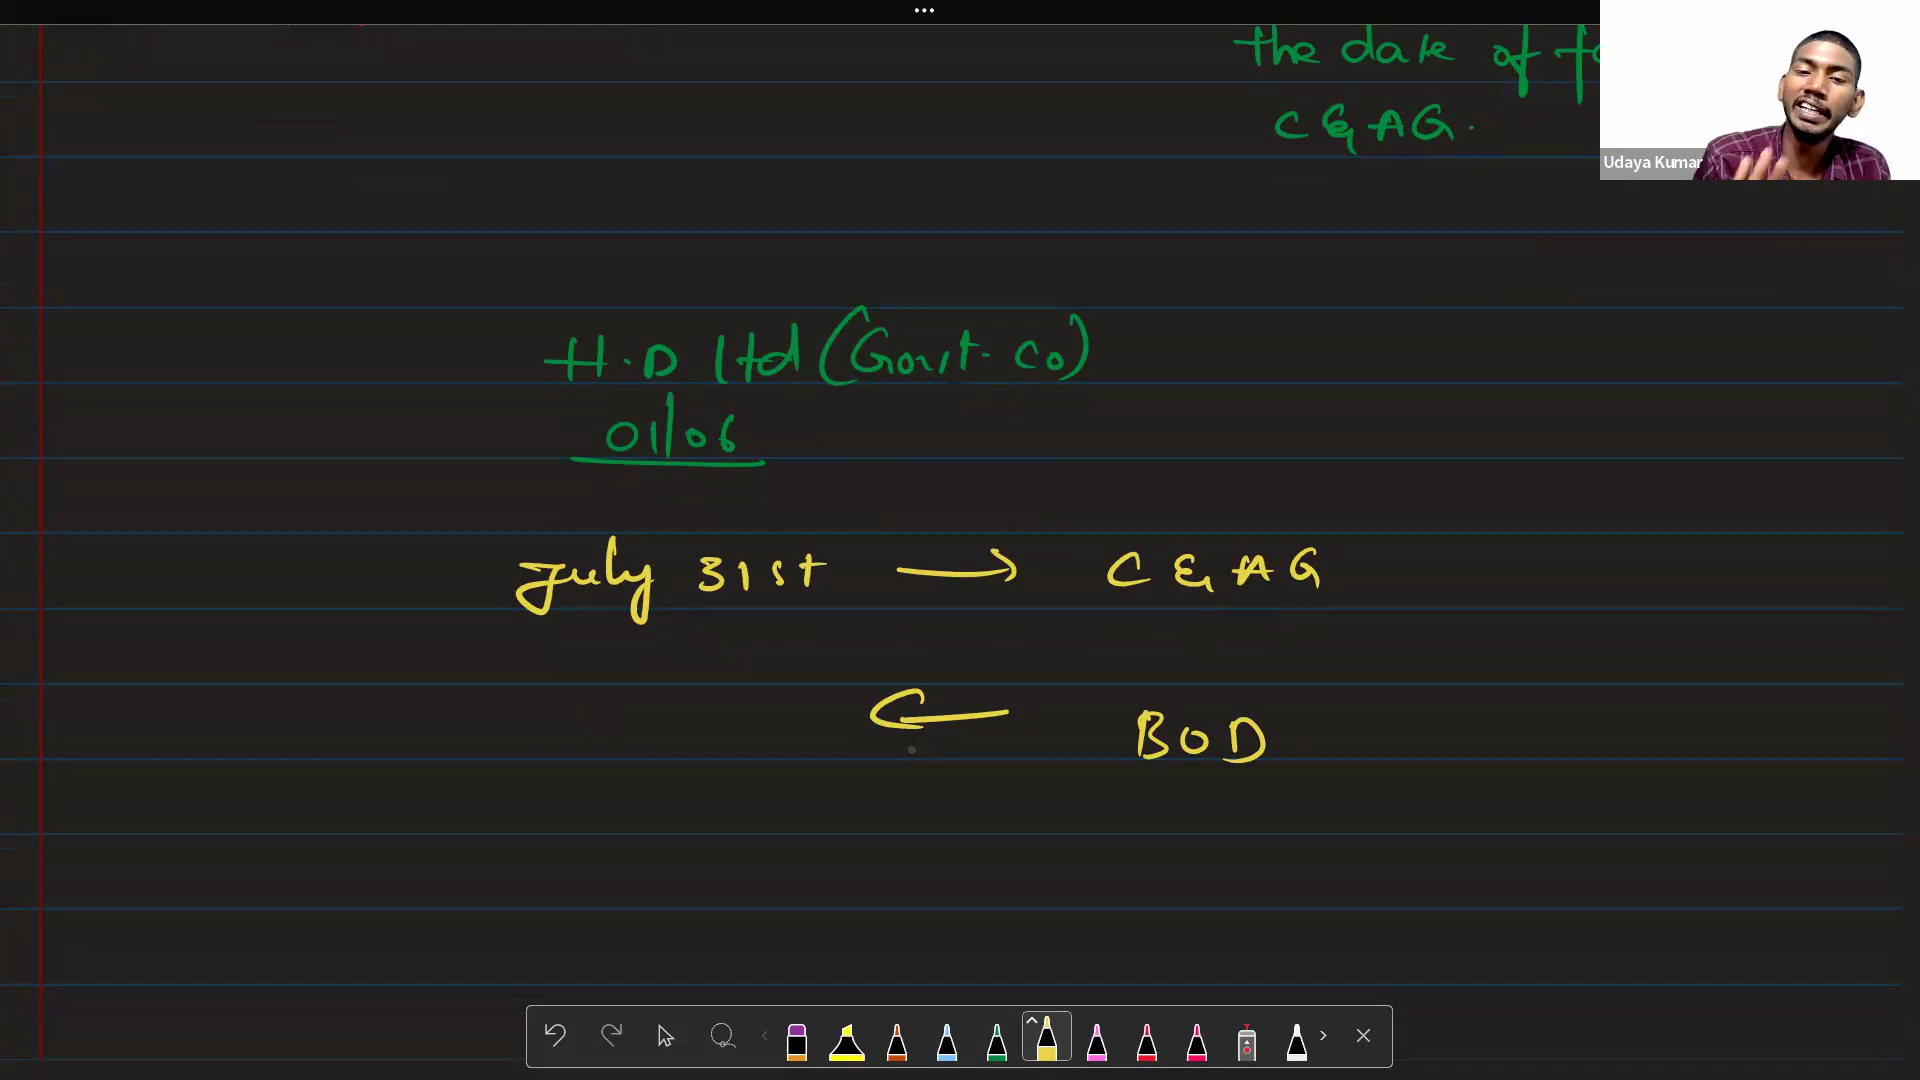 the date of
C & AG.
Udaya Kumar
H.D ltd (Govt. Co)
01/06
July 31st → C & AG
← BOD